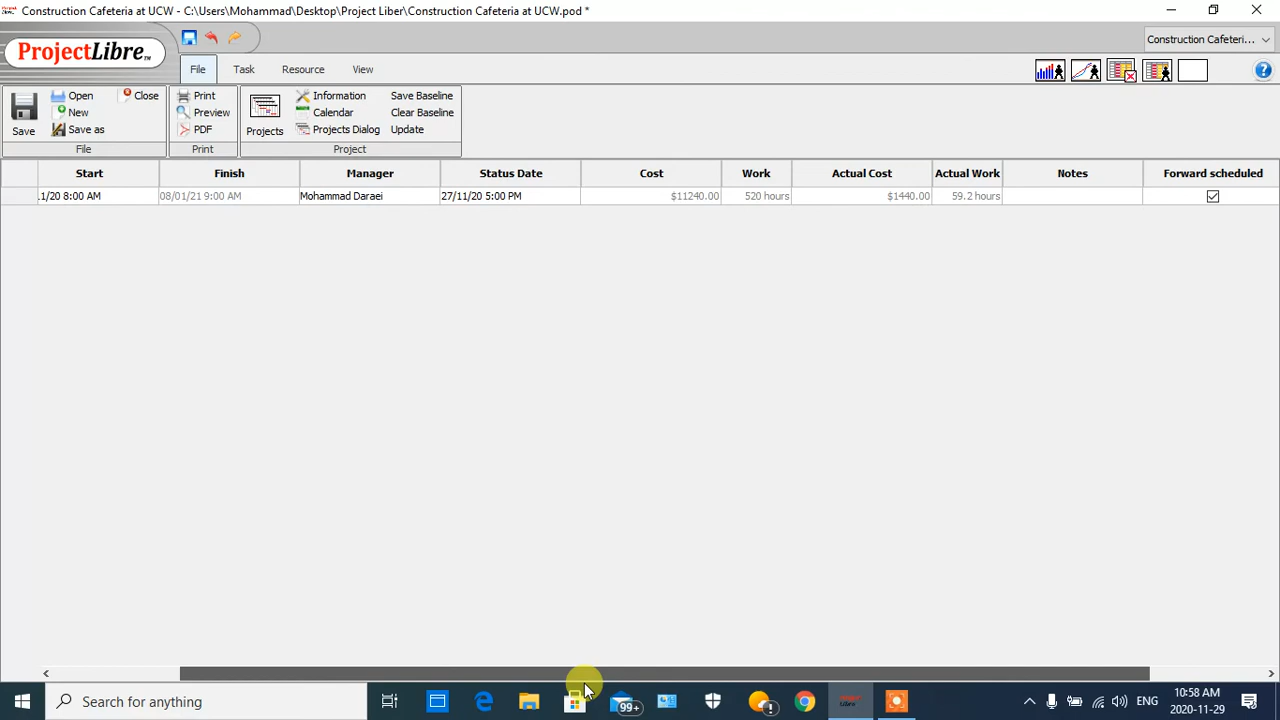 Construction Cafeteria at UCW - C:\Users\Mohammad\Desktop\Project Liber\Construction Cafeteria at UCW.pod *
ProjectLibre™
Construction Cafeteri...
File Task Resource View
Save
Open
New
Save as
Close
File
Print
Preview
PDF
Print
Projects
Information
Calendar
Projects Dialog
Save Baseline
Clear Baseline
Update
Project
Start Finish Manager Status Date Cost Work Actual Cost Actual Work Notes Forward scheduled
.1/20 8:00 AM 08/01/21 9:00 AM Mohammad Daraei 27/11/20 5:00 PM $11240.00 520 hours $1440.00 59.2 hours
Search for anything
99+
ENG
10:58 AM
2020-11-29